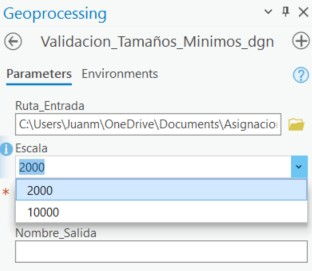 Geoprocessing
Validacion_Tamaños_Minimos_dgn
Parameters Environments
Ruta_Entrada
C:\Users\Juanm\OneDrive\Documents\Asignacio
Escala
2000
2000
10000
Nombre_Salida